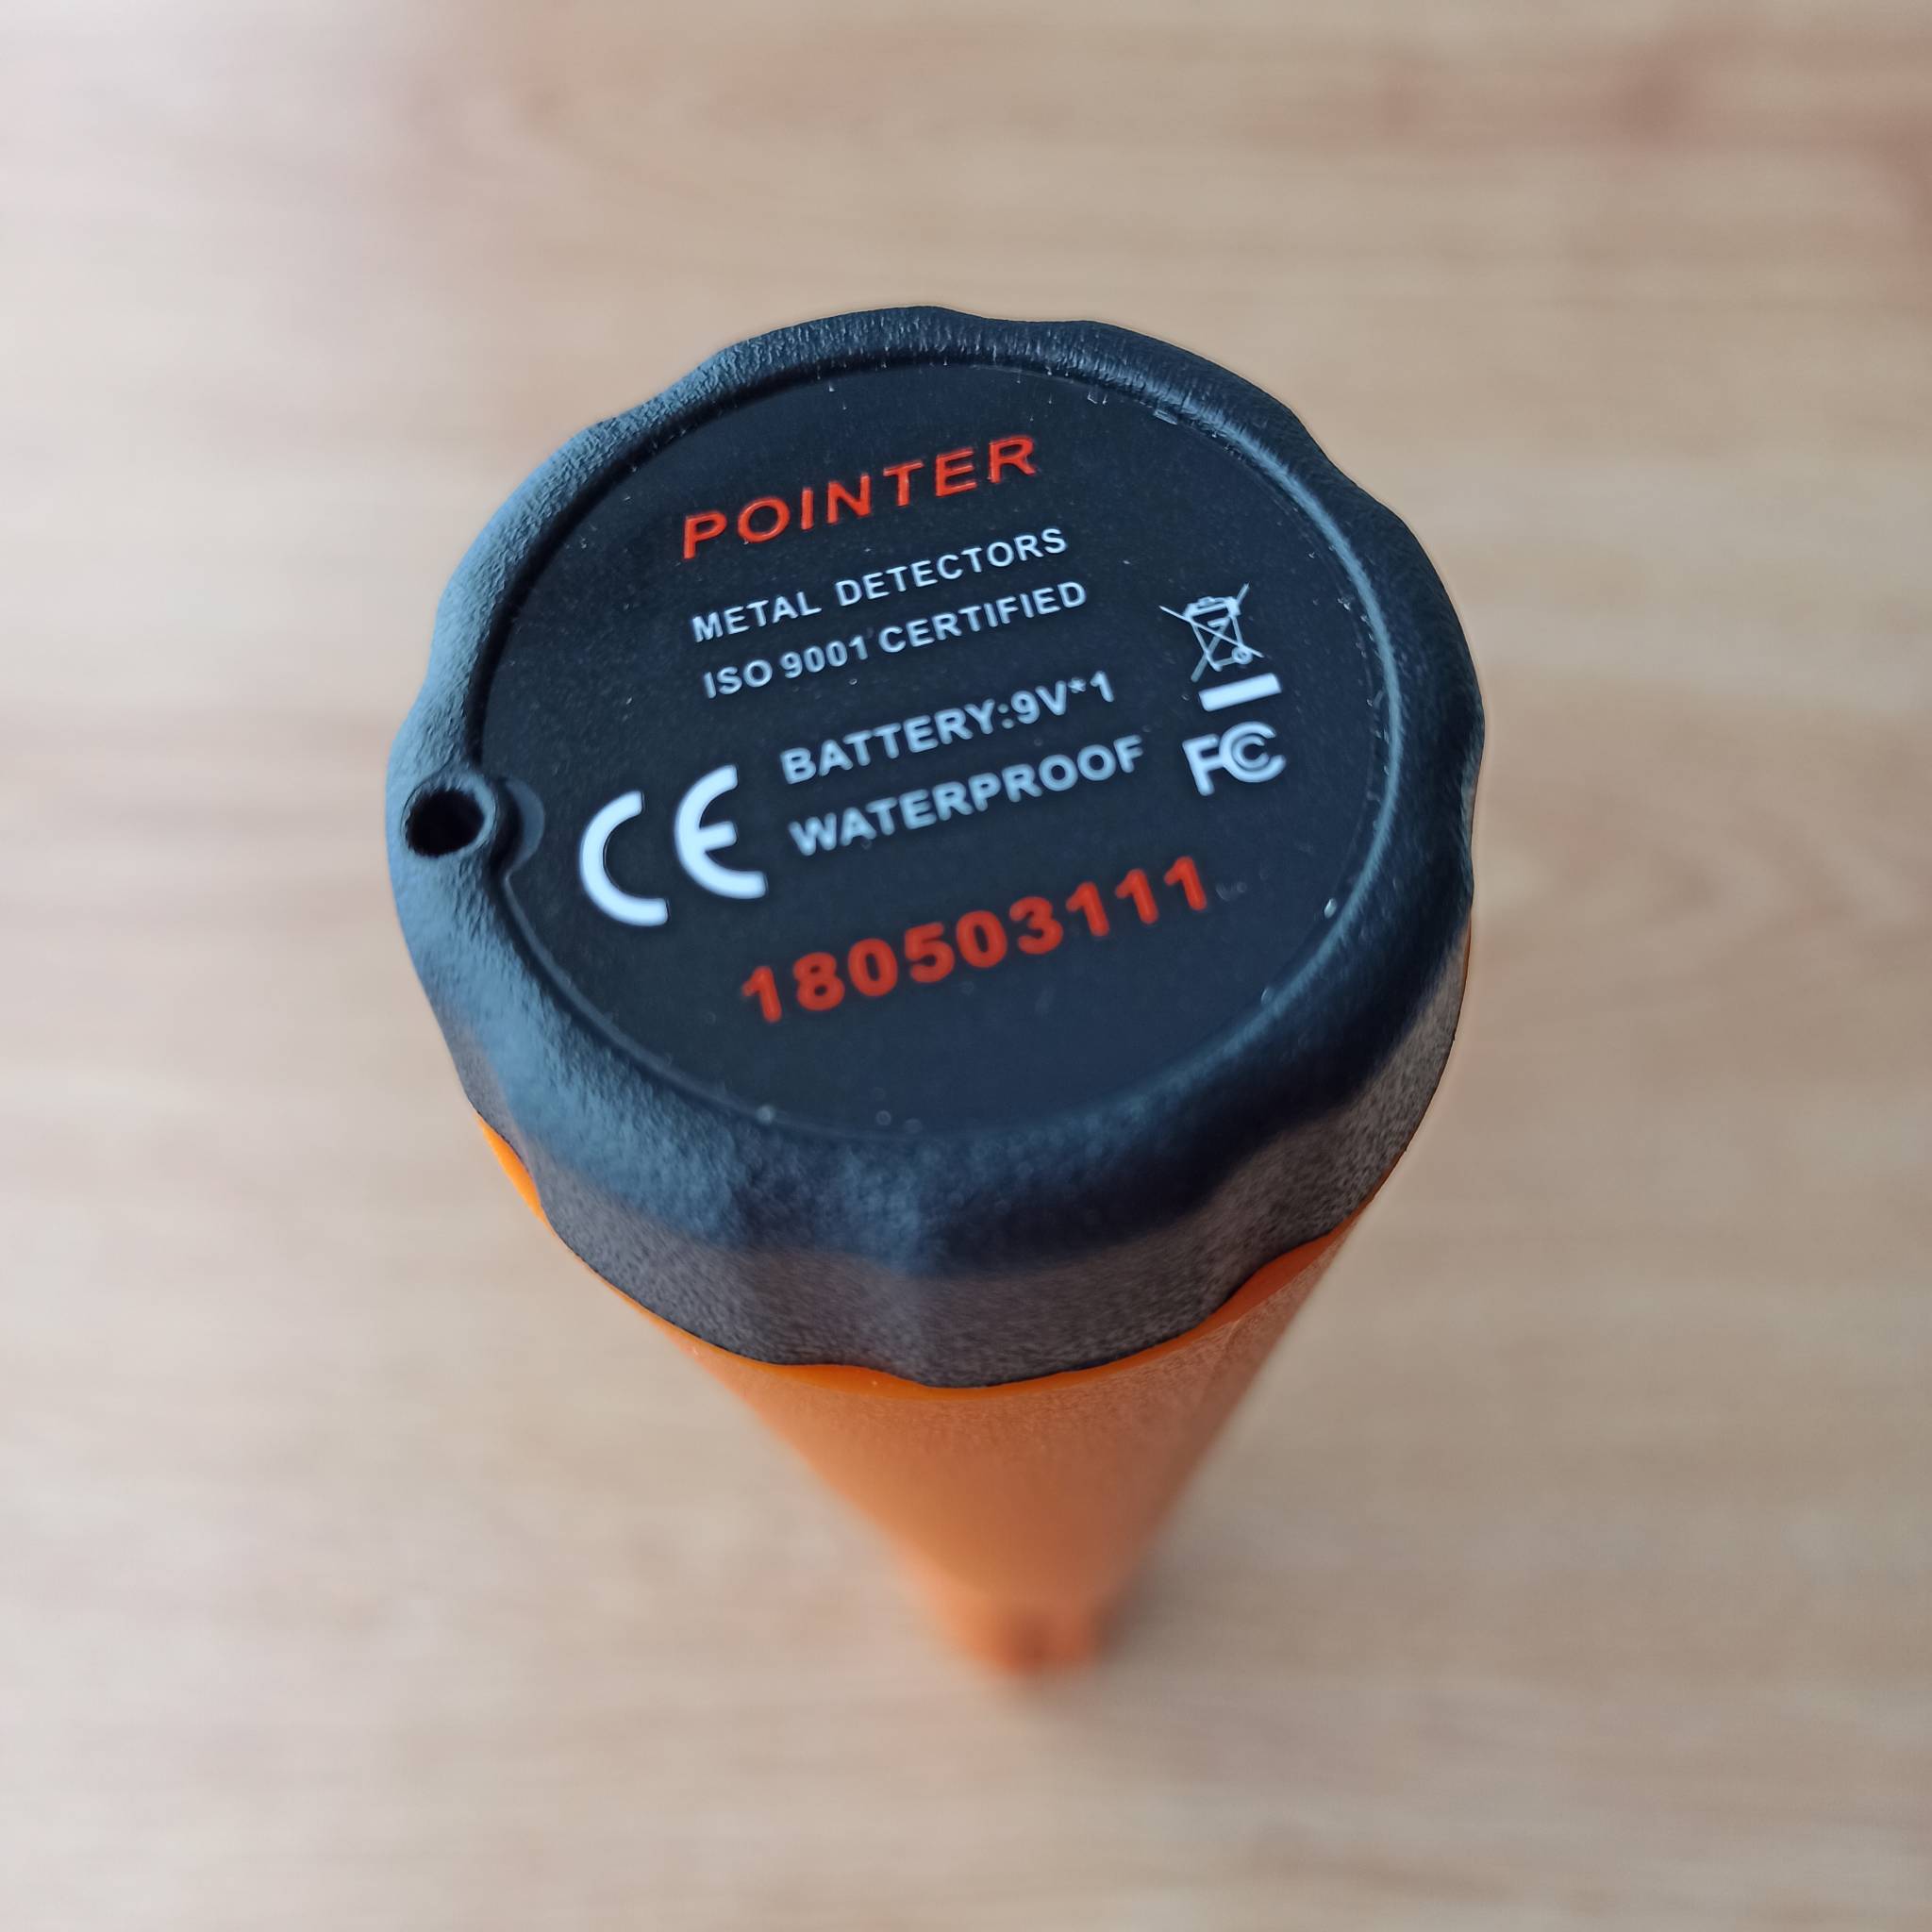 POINTER
METAL DETECTORS
ISO 9001 CERTIFIED
BATTERY:9V*1
WATERPROOF
CE
FC
180503111